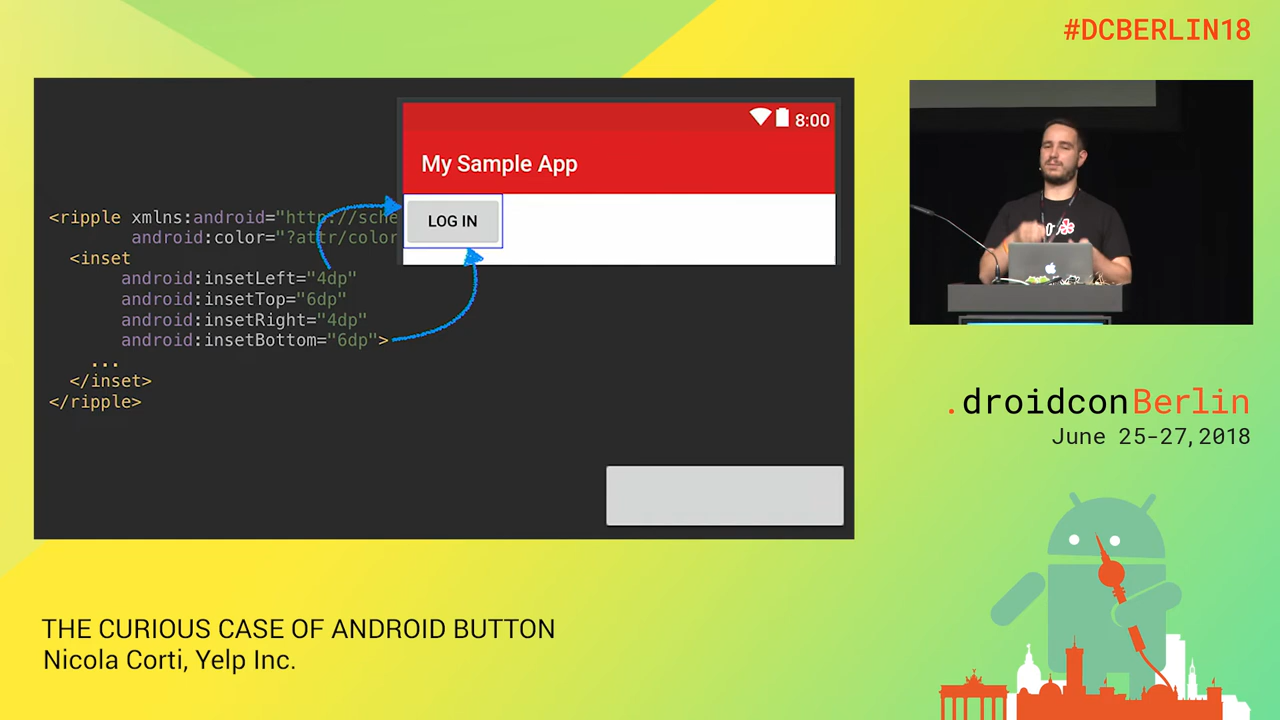 #DCBERLIN18
8:00
My Sample App
LOG IN
<ripple xmlns:android="http://sche
android:color="?attr/color
<inset
android:insetLeft="4dp"
android:insetTop="6dp"
android:insetRight="4dp"
android:insetBottom="6dp">
...
</inset>
</ripple>
.droidconBerlin
June 25-27,2018
THE CURIOUS CASE OF ANDROID BUTTON
Nicola Corti, Yelp Inc.